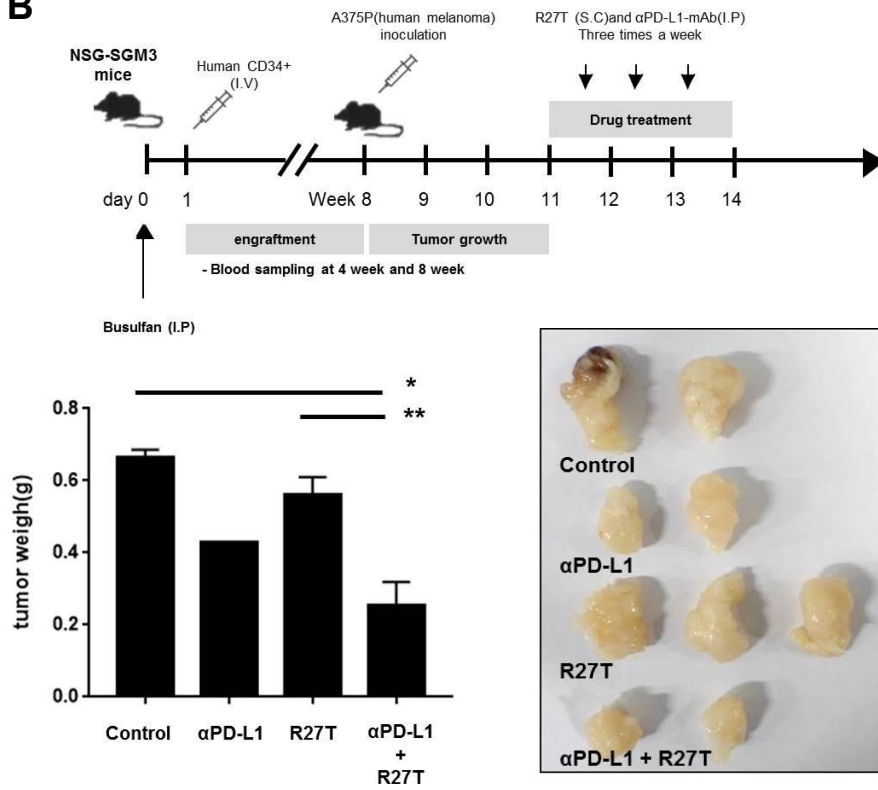 B
A375P(human melanoma)
inoculation
R27T (S.C)and αPD-L1-mAb(I.P)
Three times a week
NSG-SGM3
mice
Human CD34+
(I.V)
Drug treatment
day 0
1
Week 8
9
10
11
12
13
14
engraftment
Tumor growth
- Blood sampling at 4 week and 8 week
Busulfan (I.P)
*
**
0.8
0.6
0.4
0.2
0.0
tumor weigh(g)
Control
αPD-L1
R27T
αPD-L1
+
R27T
Control
αPD-L1
R27T
αPD-L1 + R27T